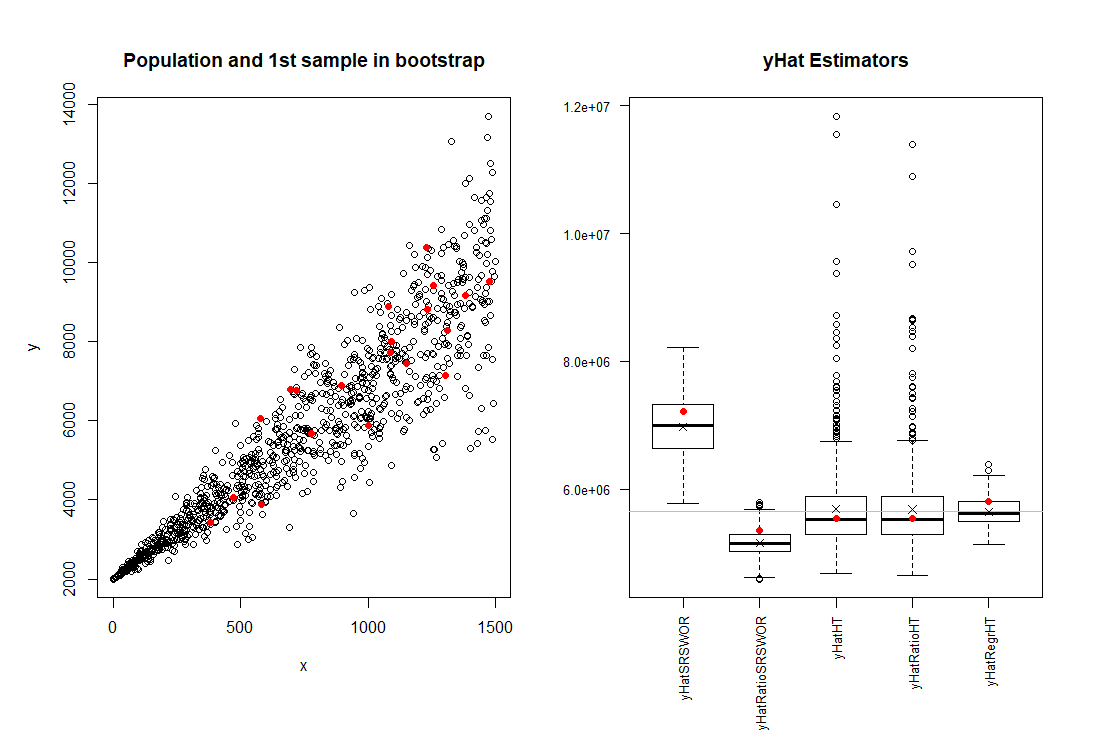 Population and 1st sample in bootstrap
y
14000
12000
10000
8000
6000
4000
2000
0
500
1000
1500
x
yHat Estimators
1.2e+07
1.0e+07
8.0e+06
6.0e+06
yHatSRSWOR
yHatRatioSRSWOR
yHatHT
yHatRatioHT
yHatRegrHT